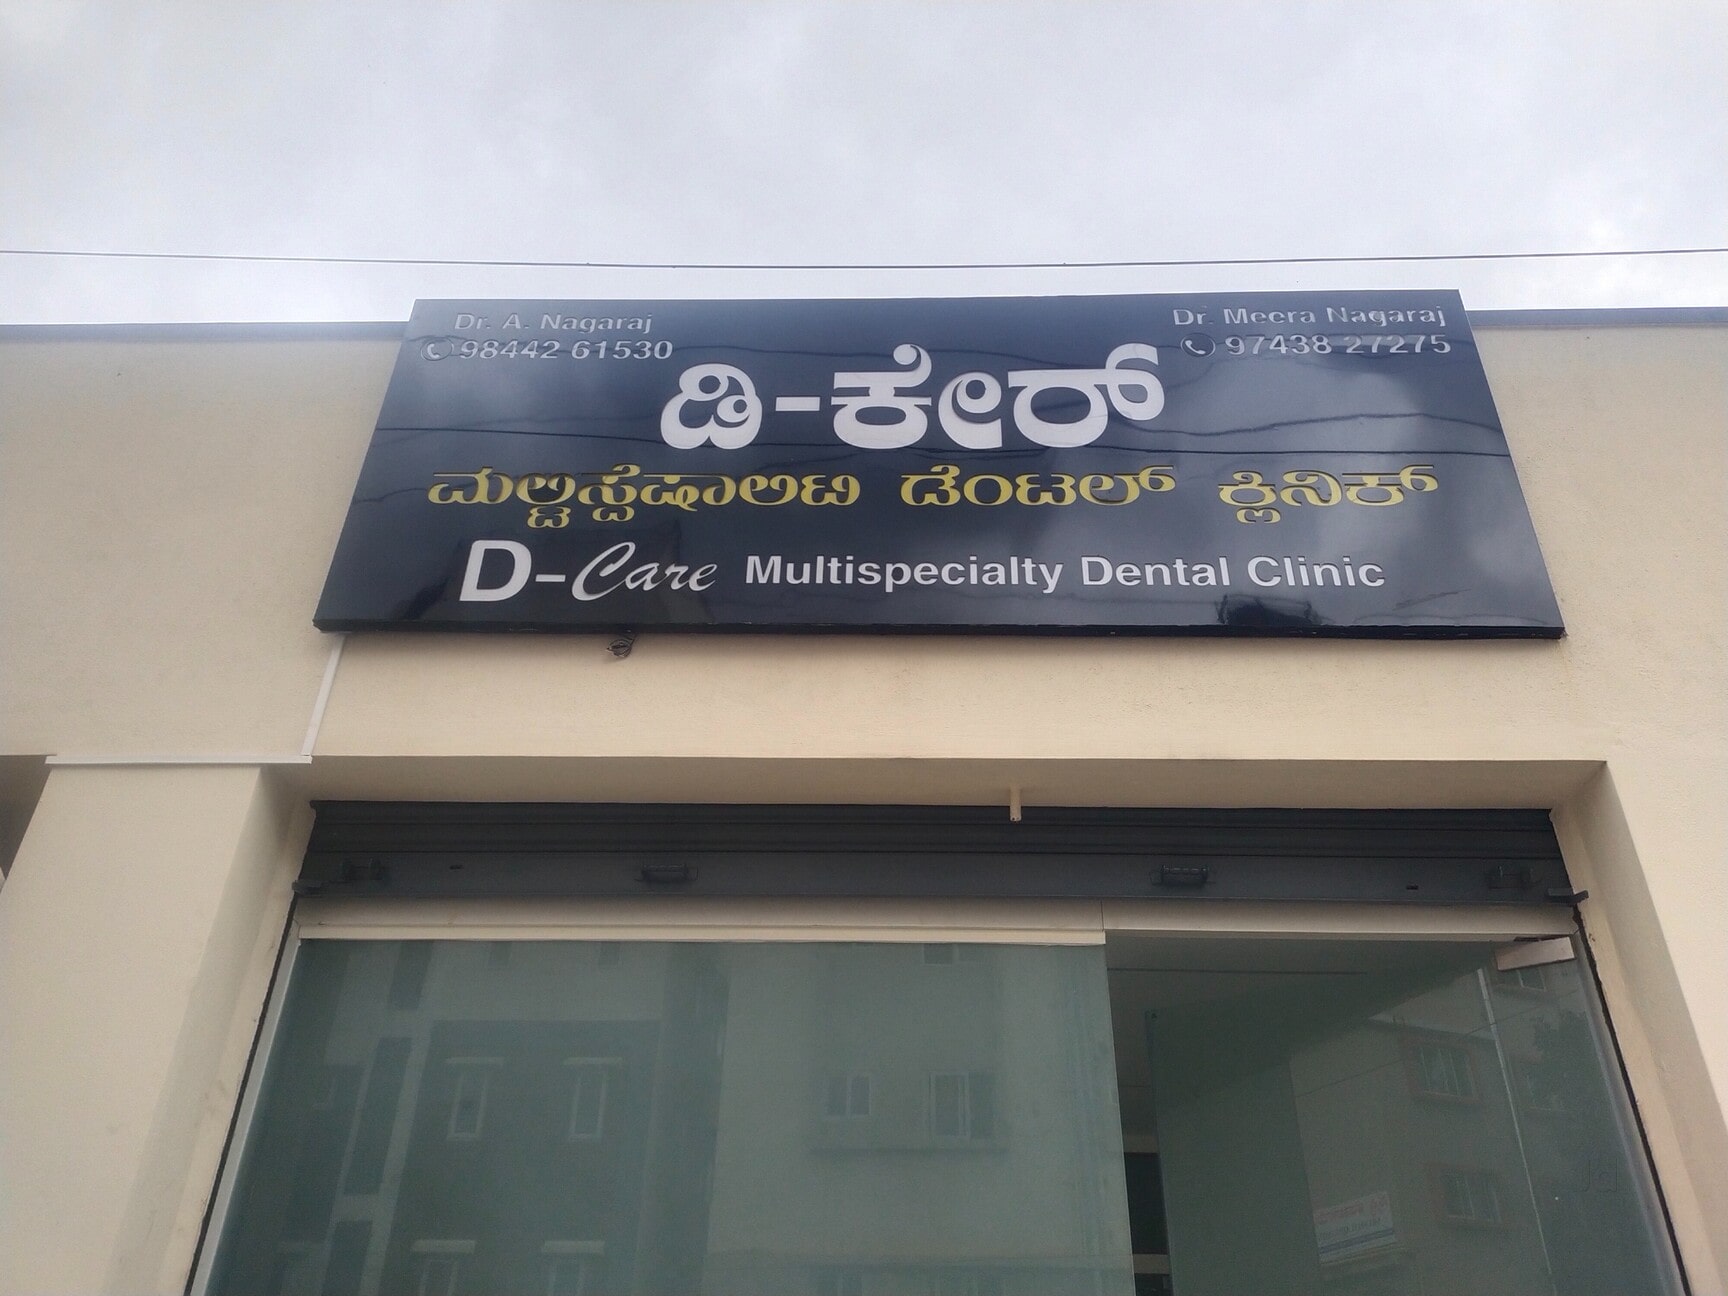 Dr. A. Nagaraj
98442 61530
Dr. Meera Nagaraj
97438 27275
ಡಿ-ಕೇರ್
ಮಲ್ಟಿಸ್ಪೆಷಾಲಿಟಿ ಡೆಂಟಲ್ ಕ್ಲಿನಿಕ್
D-Care Multispecialty Dental Clinic